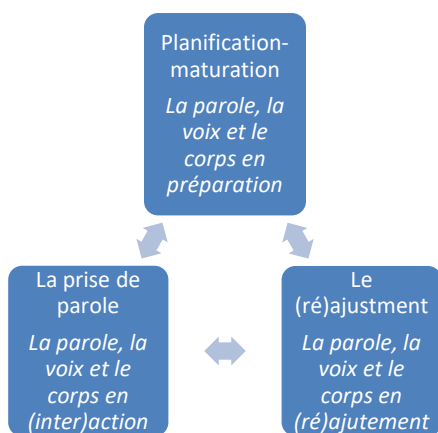 Planification-
maturation
La parole, la
voix et le
corps en
préparation
La prise de
parole
La parole, la
voix et le
corps en
(inter)action
Le
(ré)ajustment
La parole, la
voix et le
corps en
(ré)ajutement